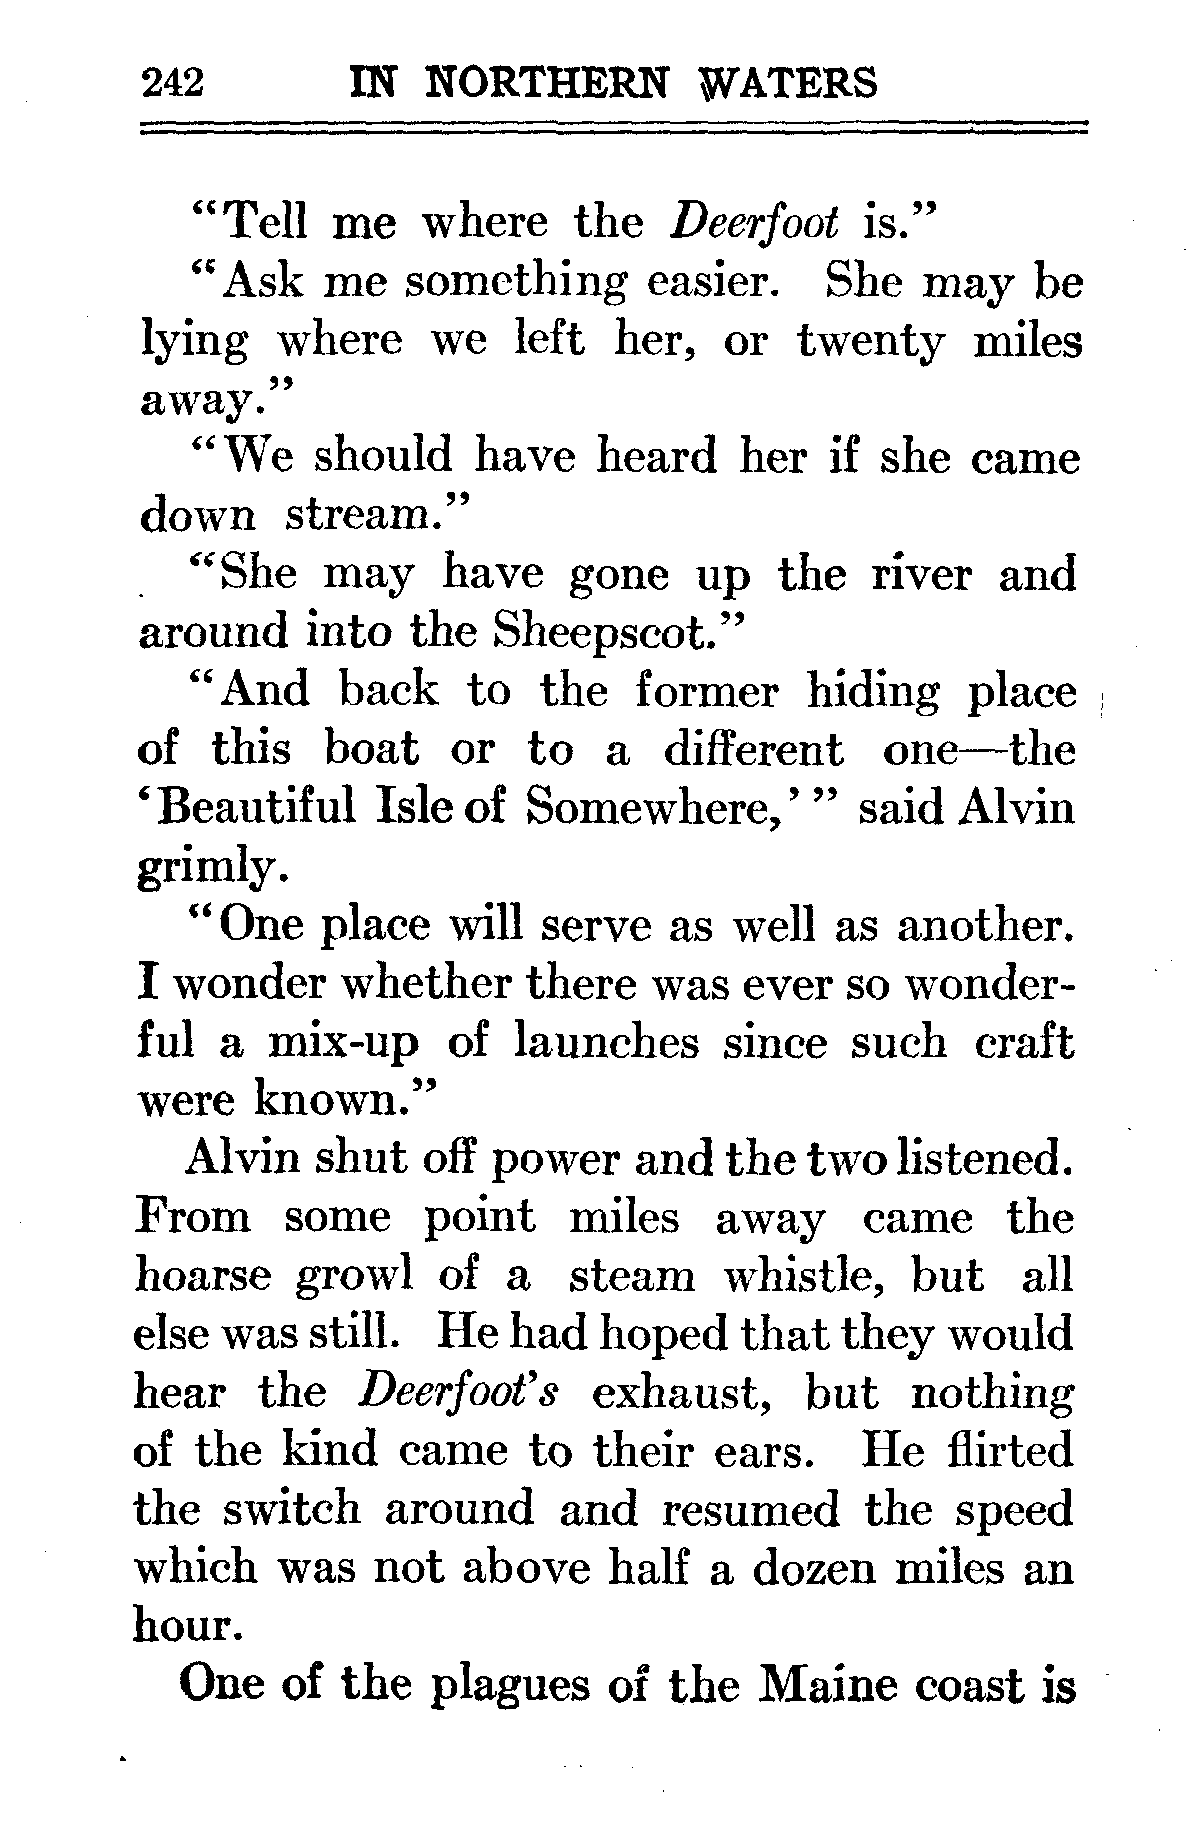 242 IN NORTHERN WATERS
“Tell me where the Deerfoot is.”
“Ask me something easier. She may be
lying where we left her, or twenty miles
away.”
“We should have heard her if she came
down stream.”
“She may have gone up the river and
around into the Sheepscot.”
“And back to the former hiding place
of this boat or to a different one—the
‘Beautiful Isle of Somewhere,’ ” said Alvin
grimly.
“One place will serve as well as another.
I wonder whether there was ever so wonder-
ful a mix-up of launches since such craft
were known.”
Alvin shut off power and the two listened.
From some point miles away came the
hoarse growl of a steam whistle, but all
else was still. He had hoped that they would
hear the Deerfoot’s exhaust, but nothing
of the kind came to their ears. He flirted
the switch around and resumed the speed
which was not above half a dozen miles an
hour.
One of the plagues of the Maine coast is